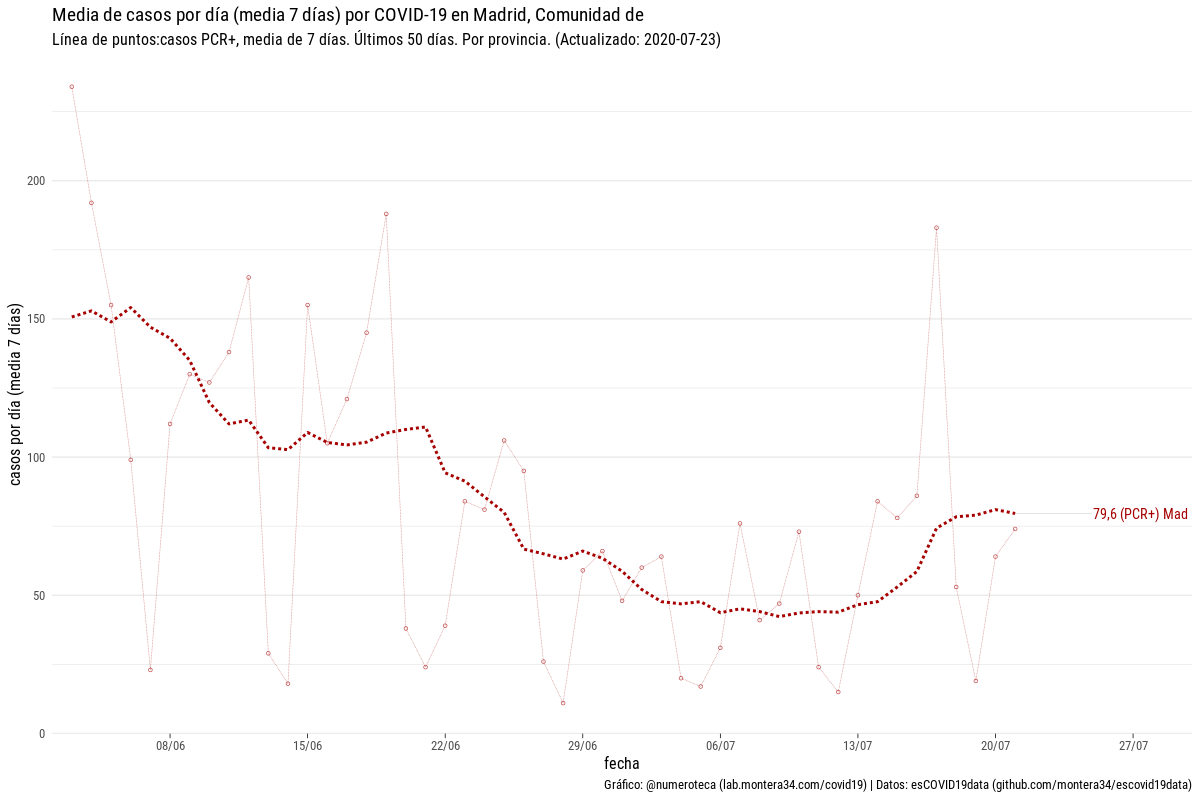 Media de casos por día (media 7 días) por COVID-19 en Madrid, Comunidad de
Línea de puntos:casos PCR+, media de 7 días. Últimos 50 días. Por provincia. (Actualizado: 2020-07-23)
casos por día (media 7 días)
200
150
100
50
0
79,6 (PCR+) Mad
08/06 15/06 22/06 29/06 06/07 13/07 20/07 27/07
fecha
Gráfico: @numeroteca (lab.montera34.com/covid19) | Datos: esCOVID19data (github.com/montera34/escovid19data)